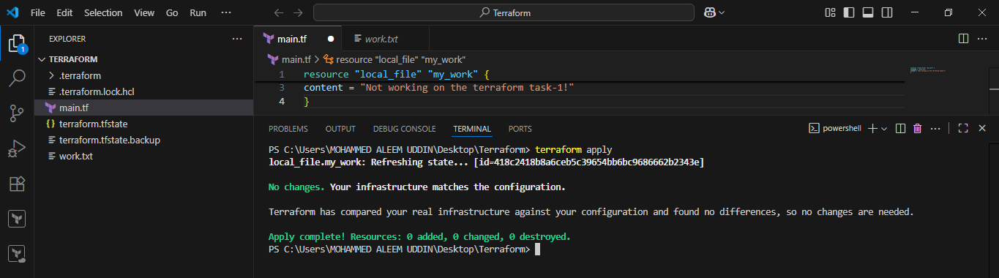 File Edit Selection View Go Run ···
Terraform
EXPLORER
TERRAFORM
.terraform
.terraform.lock.hcl
main.tf
terraform.tfstate
terraform.tfstate.backup
work.txt
1
main.tf
work.txt
main.tf > resource "local_file" "my_work"
1 resource "local_file" "my_work" {
3 content = "Not working on the terraform task-1!"
4 }
PROBLEMS OUTPUT DEBUG CONSOLE TERMINAL PORTS
powershell
PS C:\Users\MOHAMMED ALEEM UDDIN\Desktop\Terraform> terraform apply
local_file.my_work: Refreshing state... [id=418c2418b8a6ceb5c39654bb6bc9686662b2343e]
No changes. Your infrastructure matches the configuration.
Terraform has compared your real infrastructure against your configuration and found no differences, so no changes are needed.
Apply complete! Resources: 0 added, 0 changed, 0 destroyed.
PS C:\Users\MOHAMMED ALEEM UDDIN\Desktop\Terraform>